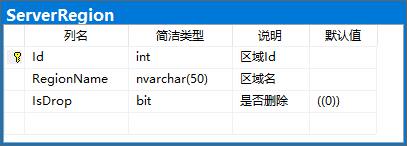 ServerRegion
列名 简洁类型 说明 默认值
Id int 区域Id
RegionName nvarchar(50) 区域名
IsDrop bit 是否删除 ((0))